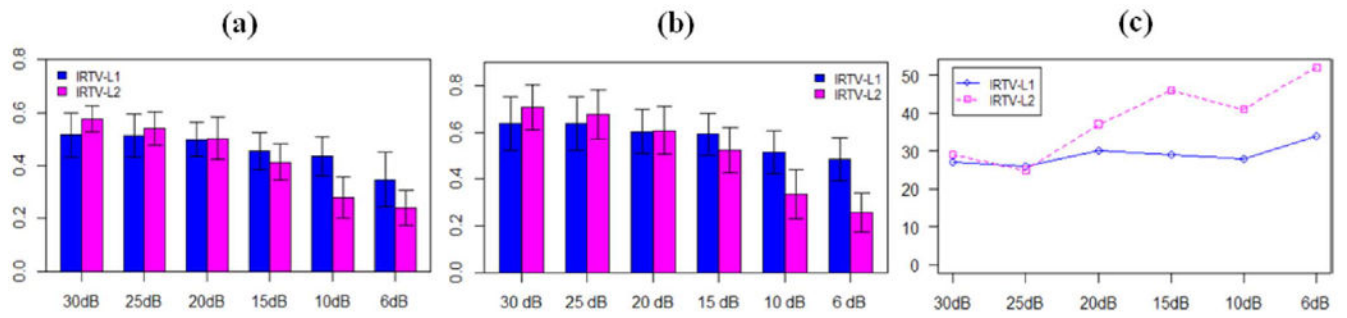 (a)
IRTV-L1
IRTV-L2
0.8
0.6
0.4
0.2
0.0
30dB 25dB 20dB 15dB 10dB 6dB
(b)
IRTV-L1
IRTV-L2
0.8
0.6
0.4
0.2
0.0
30 dB 25 dB 20 dB 15 dB 10 dB 6 dB
(c)
IRTV-L1
IRTV-L2
50
40
30
20
10
0
30dB 25dB 20dB 15dB 10dB 6dB